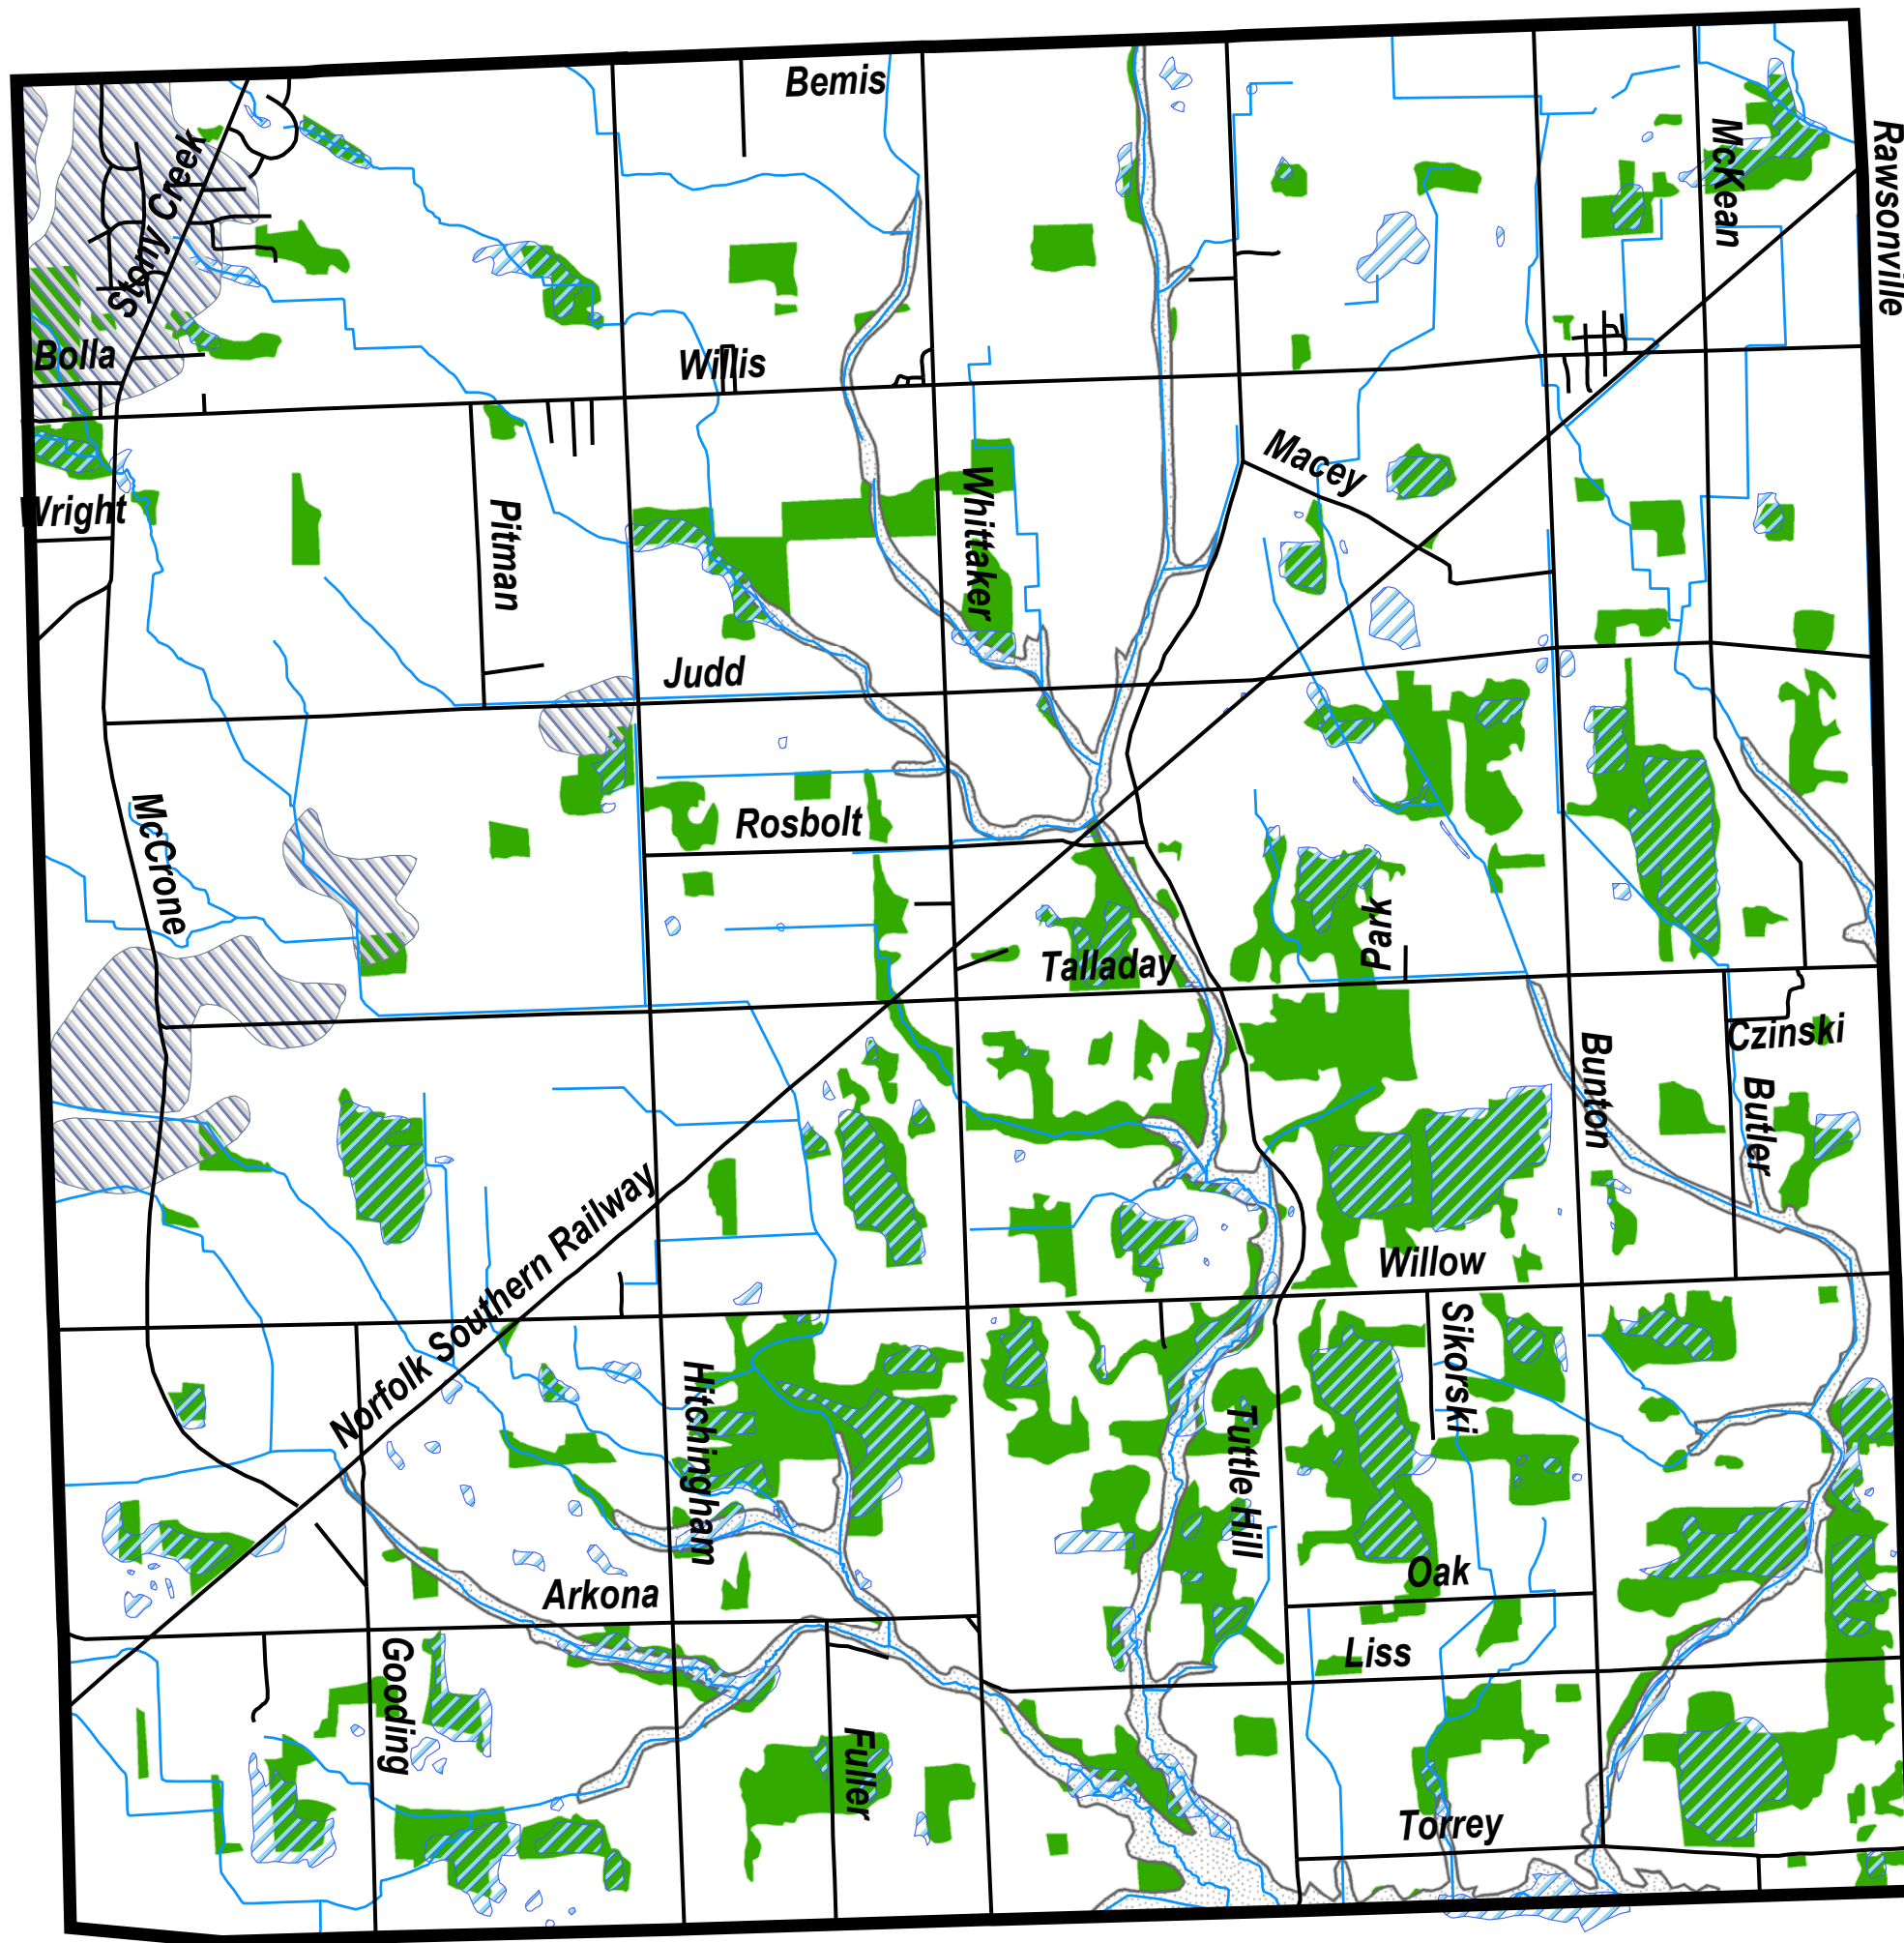 Bemis
McKean
Rawsonville
Stony Creek
Bolla
Willis
Macey
Wright
Pitman
Whittaker
Judd
McCrone
Rosbolt
Park
Talladay
Czinski
Bunton
Butler
Norfolk Southern Railway
Willow
Sikorski
Hitchingham
Tuttle Hill
Oak
Arkona
Liss
Gooding
Fuller
Torrey